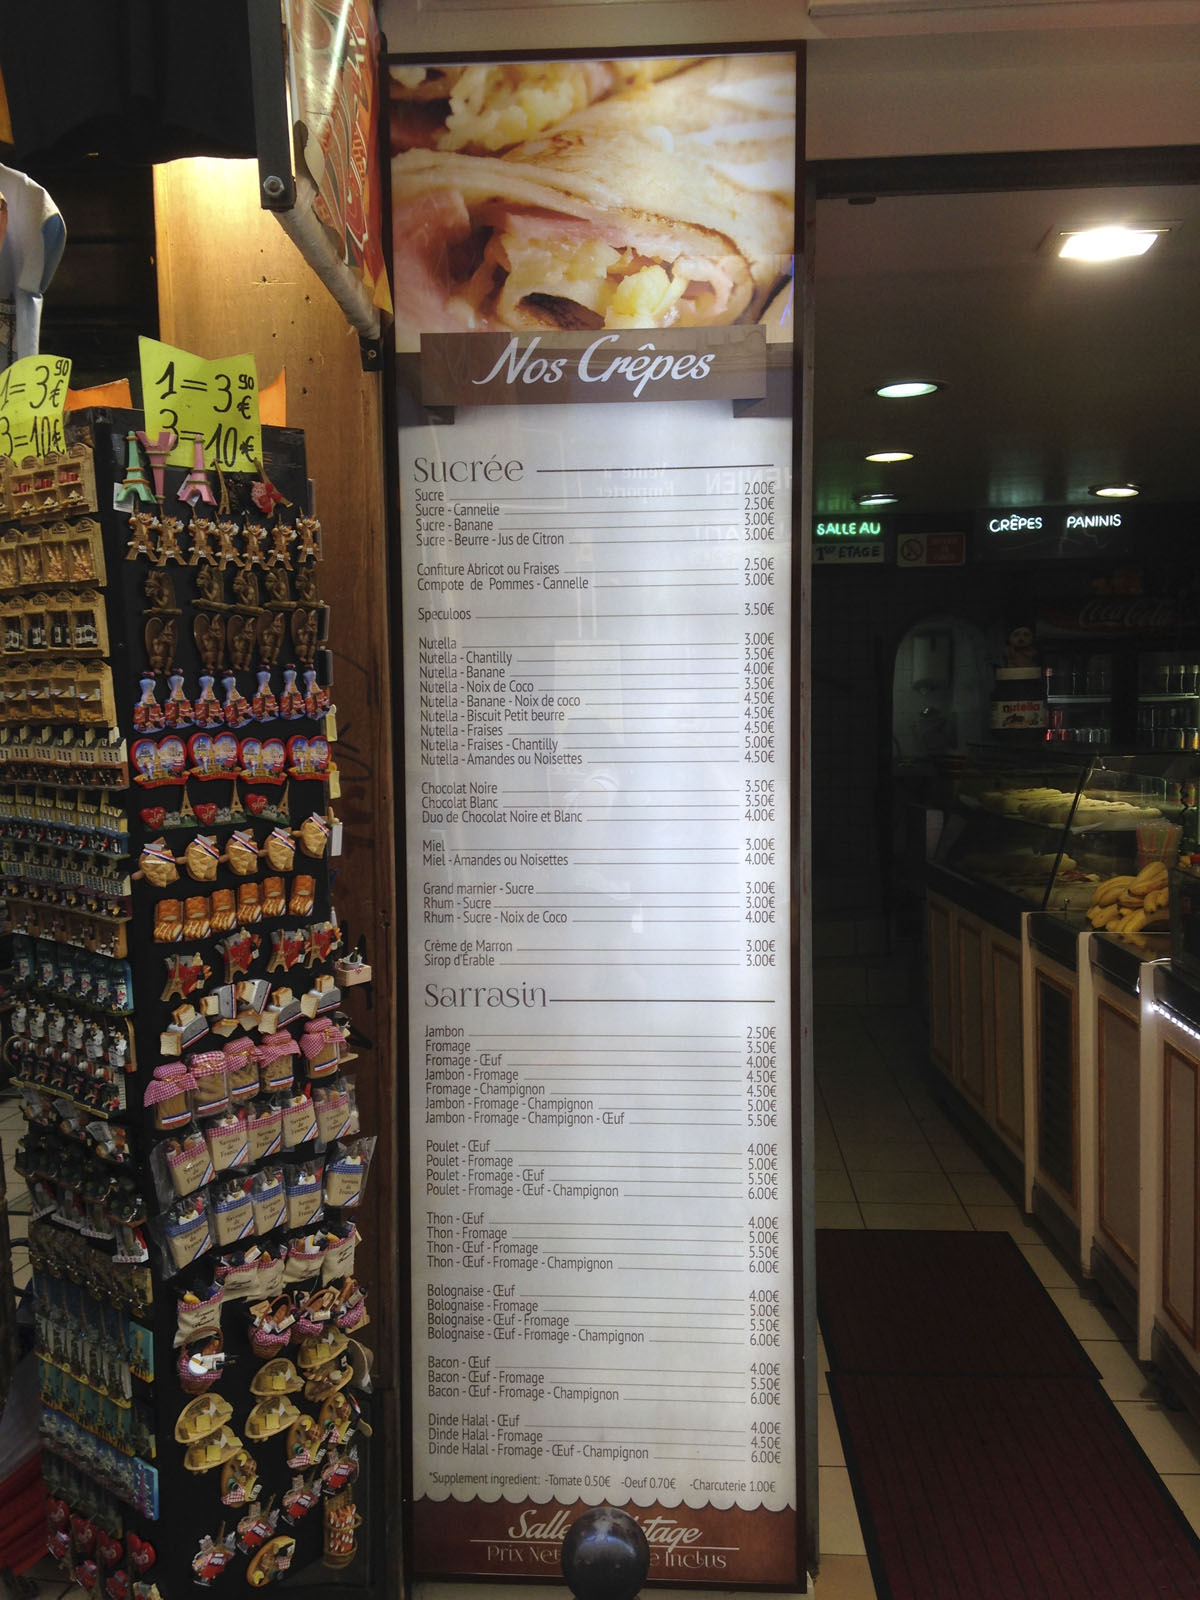 1=3€90
3=10€
1=3€90
3=10€
Nos Crêpes
Sucrée
Sucre 2.00€
Sucre - Cannelle 2.50€
Sucre - Banane 3.00€
Sucre - Beurre - Jus de Citron 3.00€
Confiture Abricot ou Fraises 2.50€
Compote de Pommes - Cannelle 3.00€
Speculoos 3.50€
Nutella 3.00€
Nutella - Chantilly 3.50€
Nutella - Banane 4.00€
Nutella - Noix de Coco 3.50€
Nutella - Banane - Noix de coco 4.50€
Nutella - Biscuit Petit beurre 4.50€
Nutella - Fraises 4.50€
Nutella - Fraises - Chantilly 5.00€
Nutella - Amandes ou Noisettes 4.50€
Chocolat Noire 3.50€
Chocolat Blanc 3.50€
Duo de Chocolat Noire et Blanc 4.00€
Miel 3.00€
Miel - Amandes ou Noisettes 4.00€
Grand marnier - Sucre 3.00€
Rhum - Sucre 3.00€
Rhum - Sucre - Noix de Coco 4.00€
Crème de Marron 3.00€
Sirop d'Érable 3.00€
Sarrasin
Jambon 2.50€
Fromage 3.50€
Fromage - Œuf 4.00€
Jambon - Fromage 4.50€
Fromage - Champignon 4.50€
Jambon - Fromage - Champignon 5.00€
Jambon - Fromage - Champignon - Œuf 5.50€
Poulet - Œuf 4.00€
Poulet - Fromage 5.00€
Poulet - Fromage - Œuf 5.50€
Poulet - Fromage - Œuf - Champignon 6.00€
Thon - Œuf 4.00€
Thon - Fromage 5.00€
Thon - Œuf - Fromage 5.50€
Thon - Œuf - Fromage - Champignon 6.00€
Bolognaise - Œuf 4.00€
Bolognaise - Fromage 5.00€
Bolognaise - Œuf - Fromage 5.50€
Bolognaise - Œuf - Fromage - Champignon 6.00€
Bacon - Œuf 4.00€
Bacon - Œuf - Fromage 5.50€
Bacon - Œuf - Fromage - Champignon 6.00€
Dinde Halal - Œuf 4.00€
Dinde Halal - Fromage 4.50€
Dinde Halal - Fromage - Œuf - Champignon 6.00€
*Supplement ingredient: -Tomate 0.50€ -Oeuf 0.70€ -Charcuterie 1.00€
Salle etage
Prix Net Inclus
SALLE AU
1er ETAGE
CRÊPES PANINIS
Coca-Cola
nutella